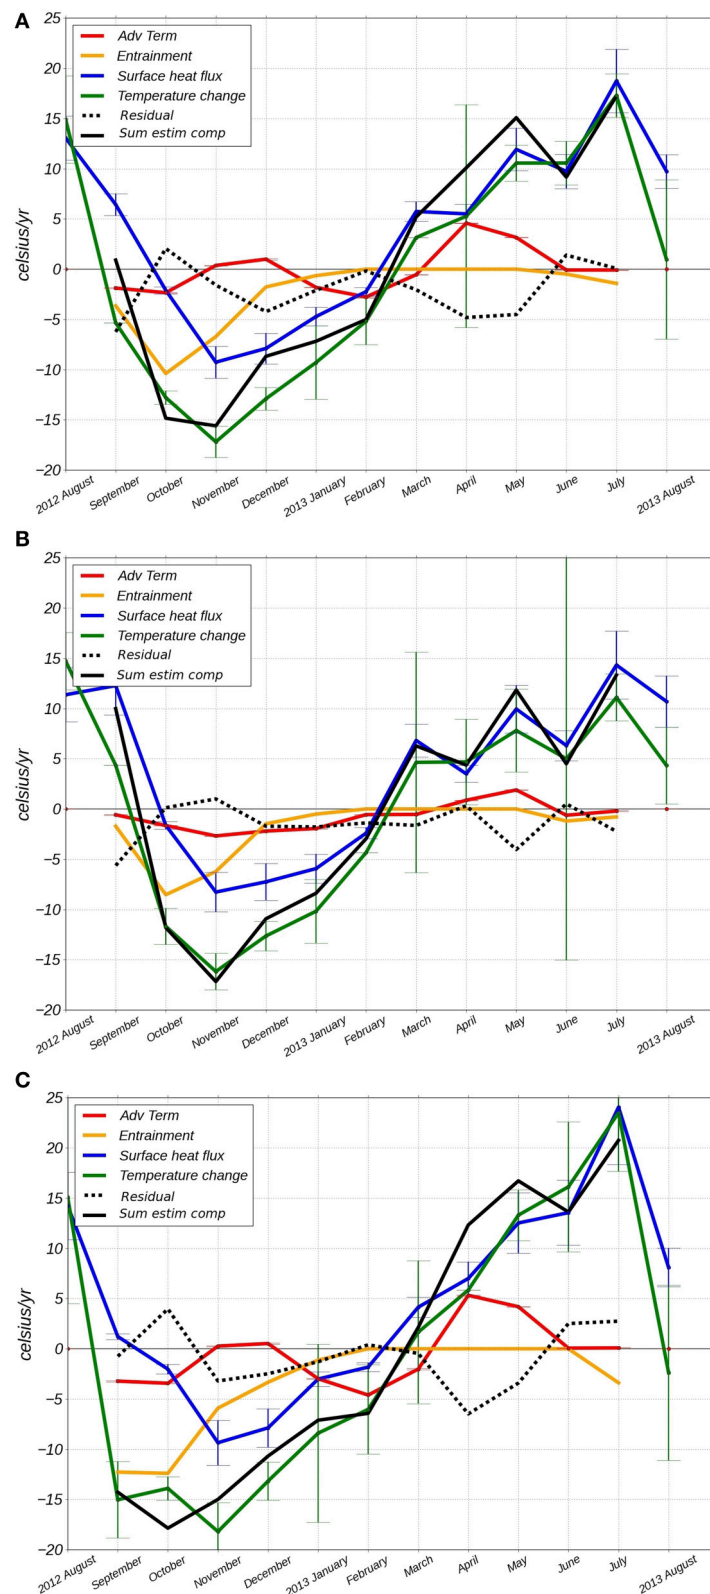 A
25
20
15
10
5
0
−5
−10
−15
−20
celsius/yr
Adv Term
Entrainment
Surface heat flux
Temperature change
Residual
Sum estim comp
2012 August
September
October
November
December
2013 January
February
March
April
May
June
July
2013 August
B
25
20
15
10
5
0
−5
−10
−15
−20
celsius/yr
Adv Term
Entrainment
Surface heat flux
Temperature change
Residual
Sum estim comp
2012 August
September
October
November
December
2013 January
February
March
April
May
June
July
2013 August
C
25
20
15
10
5
0
−5
−10
−15
−20
celsius/yr
Adv Term
Entrainment
Surface heat flux
Temperature change
Residual
Sum estim comp
2012 August
September
October
November
December
2013 January
February
March
April
May
June
July
2013 August